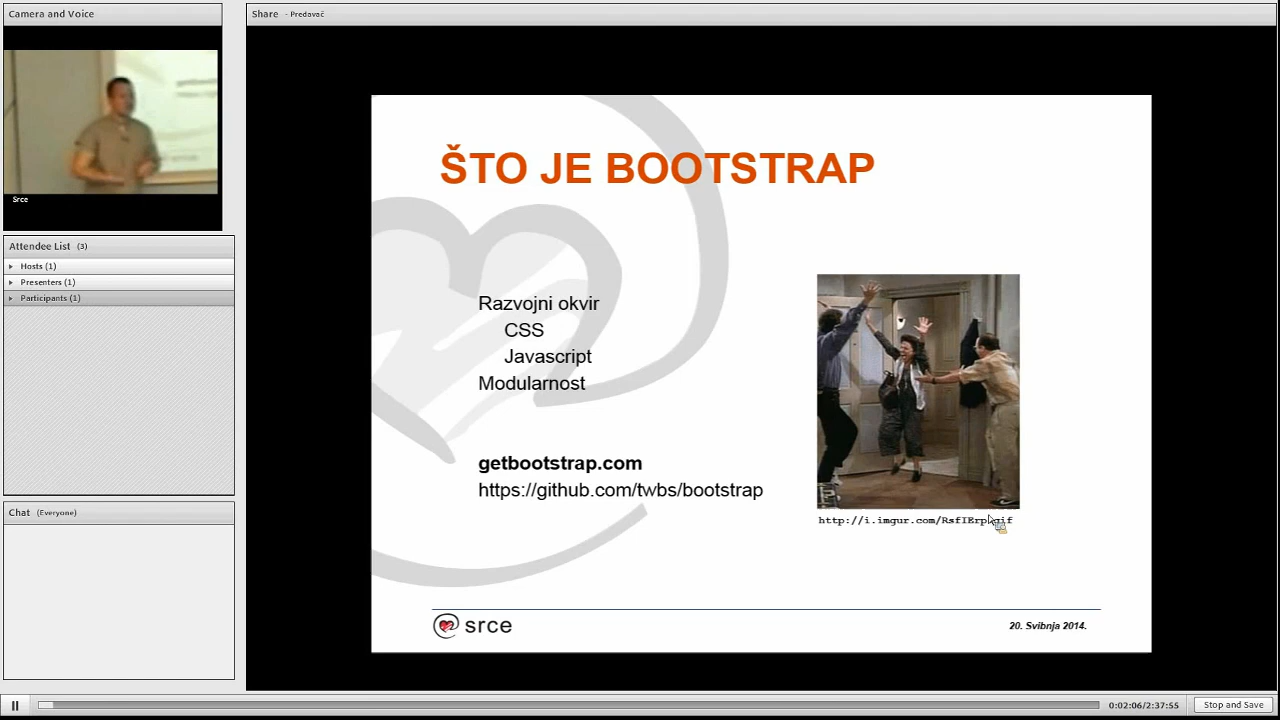 Camera and Voice
Srce
Attendee List (3)
Hosts (1)
Presenters (1)
Participants (1)
Chat (Everyone)
Share - Predavač
ŠTO JE BOOTSTRAP
Razvojni okvir
CSS
Javascript
Modularnost
getbootstrap.com
https://github.com/twbs/bootstrap
srce
20. Svibnja 2014.
0:02:06/2:37:55
Stop and Save